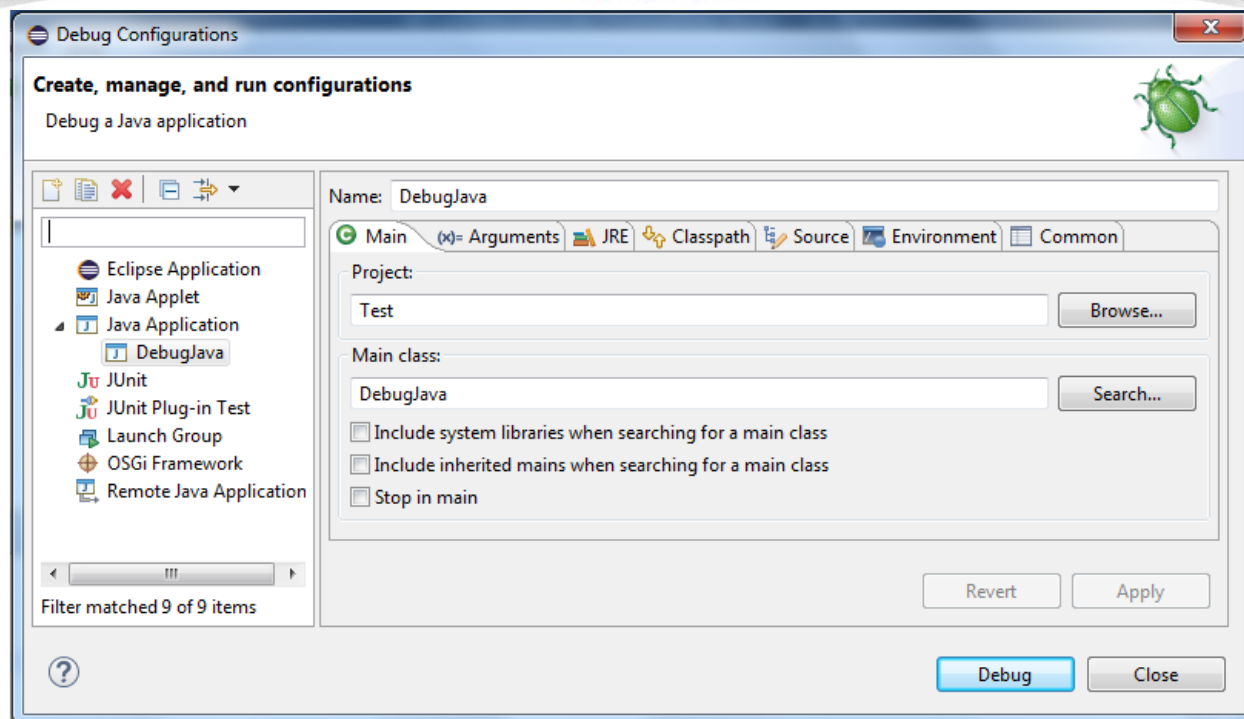 Debug Configurations
Create, manage, and run configurations
Debug a Java application
Eclipse Application
Java Applet
Java Application
DebugJava
JUnit
JUnit Plug-in Test
Launch Group
OSGi Framework
Remote Java Application
Filter matched 9 of 9 items
Name: DebugJava
Main (x)= Arguments JRE Classpath Source Environment Common
Project:
Test Browse...
Main class:
DebugJava Search...
Include system libraries when searching for a main class
Include inherited mains when searching for a main class
Stop in main
Revert Apply
? Debug Close